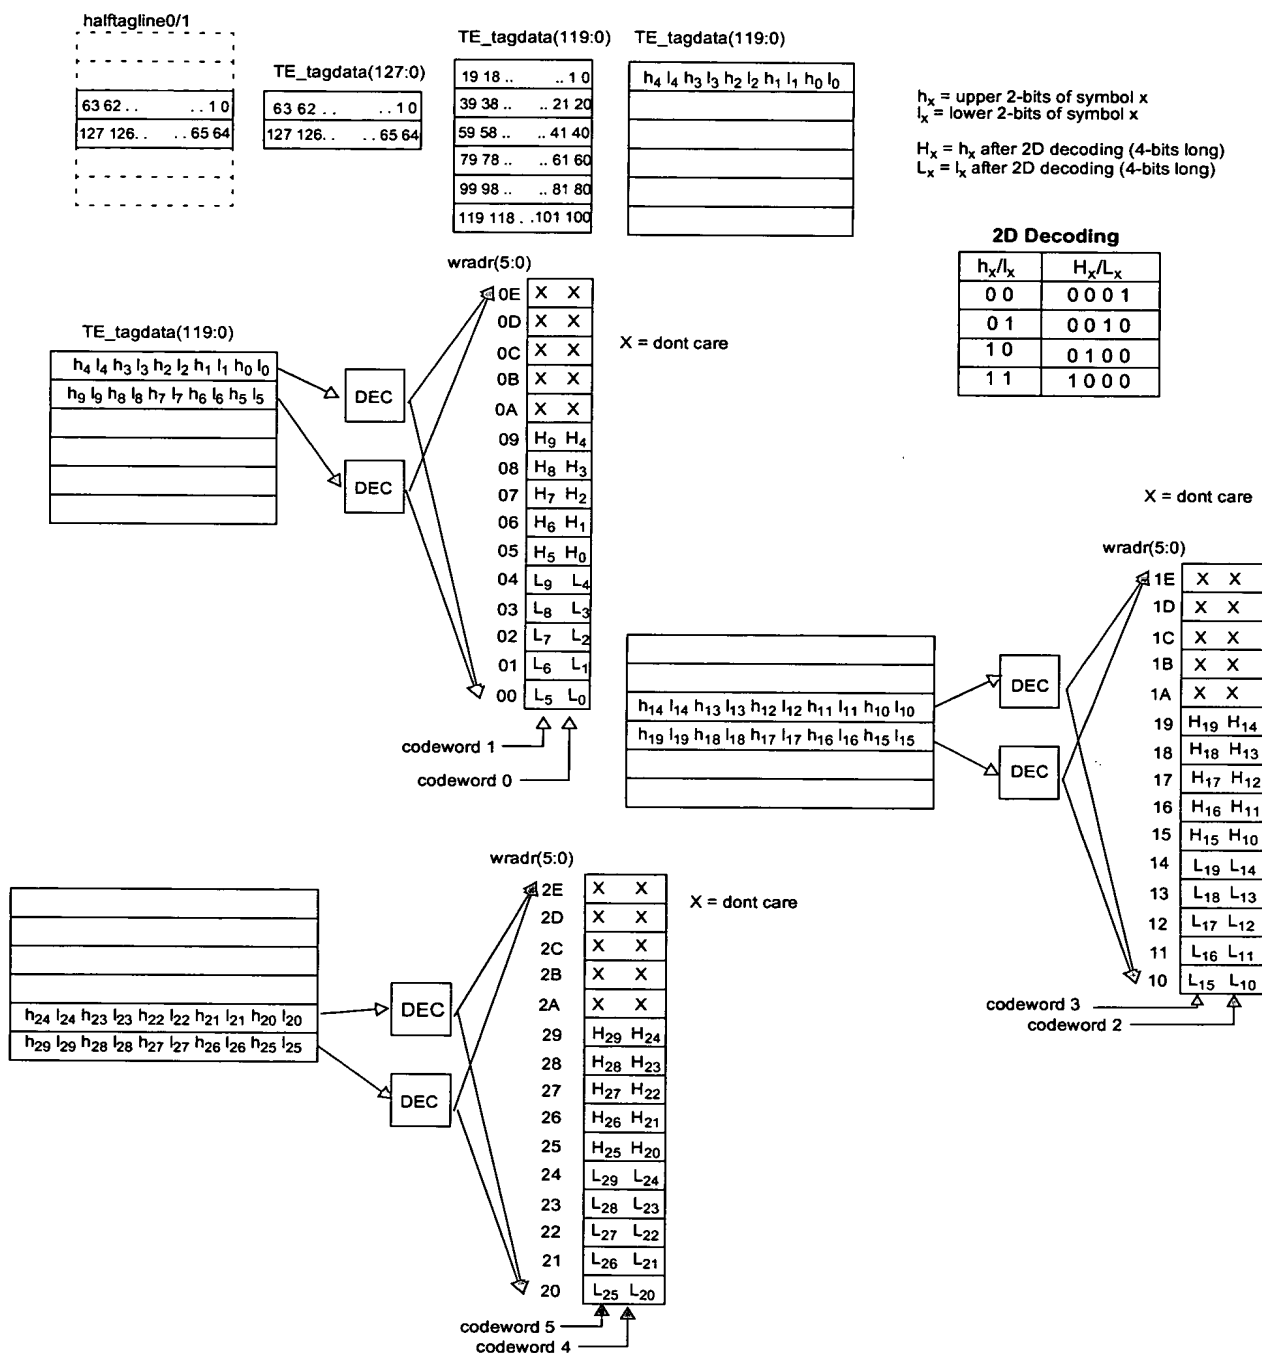 halftagline0/1
63 62 . . . . 1 0
127 126. . . . 65 64
TE_tagdata(127:0)
63 62 . . . . 1 0
127 126. . . . 65 64
TE_tagdata(119:0)
19 18 .. .. 1 0
39 38 .. .. 21 20
59 58 .. .. 41 40
79 78 .. .. 61 60
99 98 .. .. 81 80
119 118 . . 101 100
TE_tagdata(119:0)
h4 l4 h3 l3 h2 l2 h1 l1 h0 l0
hx = upper 2-bits of symbol x
lx = lower 2-bits of symbol x
Hx = hx after 2D decoding (4-bits long)
Lx = lx after 2D decoding (4-bits long)
2D Decoding
hx/lx Hx/Lx
0 0 0 0 0 1
0 1 0 0 1 0
1 0 0 1 0 0
1 1 1 0 0 0
TE_tagdata(119:0)
h4 l4 h3 l3 h2 l2 h1 l1 h0 l0
h9 l9 h8 l8 h7 l7 h6 l6 h5 l5
DEC
DEC
wradr(5:0)
0E X X
0D X X
0C X X
0B X X
0A X X
09 H9 H4
08 H8 H3
07 H7 H2
06 H6 H1
05 H5 H0
04 L9 L4
03 L8 L3
02 L7 L2
01 L6 L1
00 L5 L0
codeword 1
codeword 0
X = dont care
h14 l14 h13 l13 h12 l12 h11 l11 h10 l10
h19 l19 h18 l18 h17 l17 h16 l16 h15 l15
DEC
DEC
X = dont care
wradr(5:0)
1E X X
1D X X
1C X X
1B X X
1A X X
19 H19 H14
18 H18 H13
17 H17 H12
16 H16 H11
15 H15 H10
14 L19 L14
13 L18 L13
12 L17 L12
11 L16 L11
10 L15 L10
codeword 3
codeword 2
h24 l24 h23 l23 h22 l22 h21 l21 h20 l20
h29 l29 h28 l28 h27 l27 h26 l26 h25 l25
DEC
DEC
wradr(5:0)
2E X X
2D X X
2C X X
2B X X
2A X X
29 H29 H24
28 H28 H23
27 H27 H22
26 H26 H21
25 H25 H20
24 L29 L24
23 L28 L23
22 L27 L22
21 L26 L21
20 L25 L20
codeword 5
codeword 4
X = dont care